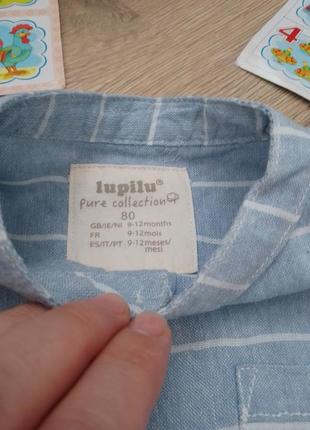 4
lupilu®
pure collection
80
GB/IE/NI 9-12 months
FR 9-12 mois
ES/IT/PT 9-12 meses/
mesi